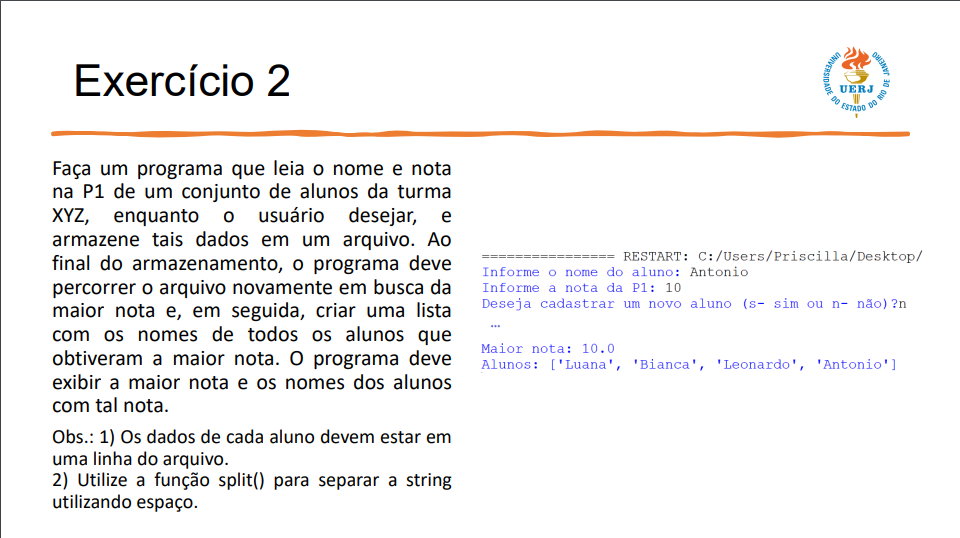 Exercício 2
UNIVERSIDADE DO ESTADO DO RIO DE JANEIRO
UERJ
Faça um programa que leia o nome e nota
na P1 de um conjunto de alunos da turma
XYZ, enquanto o usuário desejar, e
armazene tais dados em um arquivo. Ao
final do armazenamento, o programa deve
percorrer o arquivo novamente em busca da
maior nota e, em seguida, criar uma lista
com os nomes de todos os alunos que
obtiveram a maior nota. O programa deve
exibir a maior nota e os nomes dos alunos
com tal nota.
Obs.: 1) Os dados de cada aluno devem estar em
uma linha do arquivo.
2) Utilize a função split() para separar a string
utilizando espaço.
================ RESTART: C:/Users/Priscilla/Desktop/
Informe o nome do aluno: Antonio
Informe a nota da P1: 10
Deseja cadastrar um novo aluno (s- sim ou n- não)?n
…
Maior nota: 10.0
Alunos: ['Luana', 'Bianca', 'Leonardo', 'Antonio']